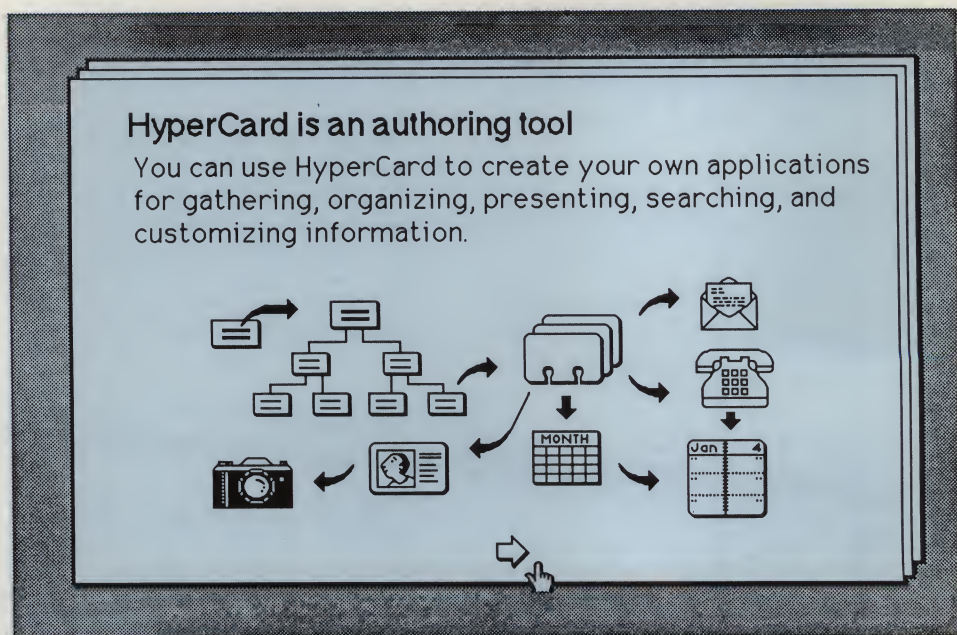 HyperCard is an authoring tool
You can use HyperCard to create your own applications
for gathering, organizing, presenting, searching, and
customizing information.
MONTH
Jan 4